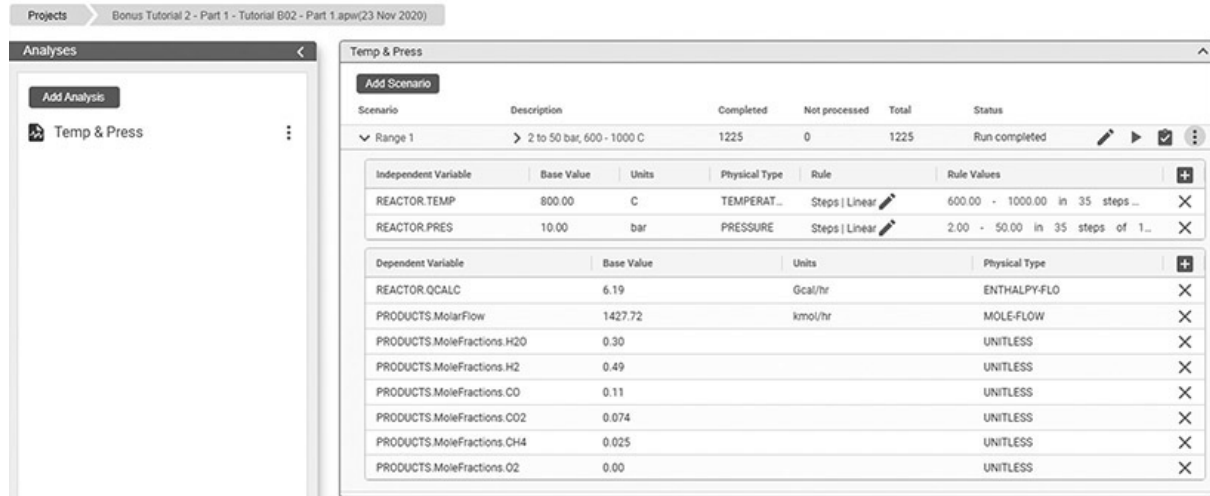 Projects Bonus Tutorial 2 - Part 1 - Tutorial B02 - Part 1.apw(23 Nov 2020)
Analyses
Add Analysis
Temp & Press
Temp & Press
Add Scenario
Scenario Description Completed Not processed Total Status
Range 1 2 to 50 bar, 600 - 1000 C 1225 0 1225 Run completed
Independent Variable Base Value Units Physical Type Rule Rule Values
REACTOR.TEMP 800.00 C TEMPERAT... Steps | Linear 600.00 - 1000.00 in 35 steps ...
REACTOR.PRES 10.00 bar PRESSURE Steps | Linear 2.00 - 50.00 in 35 steps of 1...
Dependent Variable Base Value Units Physical Type
REACTOR.QCALC 6.19 Gcal/hr ENTHALPY-FLO
PRODUCTS.MolarFlow 1427.72 kmol/hr MOLE-FLOW
PRODUCTS.MoleFractions.H2O 0.30 UNITLESS
PRODUCTS.MoleFractions.H2 0.49 UNITLESS
PRODUCTS.MoleFractions.CO 0.11 UNITLESS
PRODUCTS.MoleFractions.CO2 0.074 UNITLESS
PRODUCTS.MoleFractions.CH4 0.025 UNITLESS
PRODUCTS.MoleFractions.O2 0.00 UNITLESS